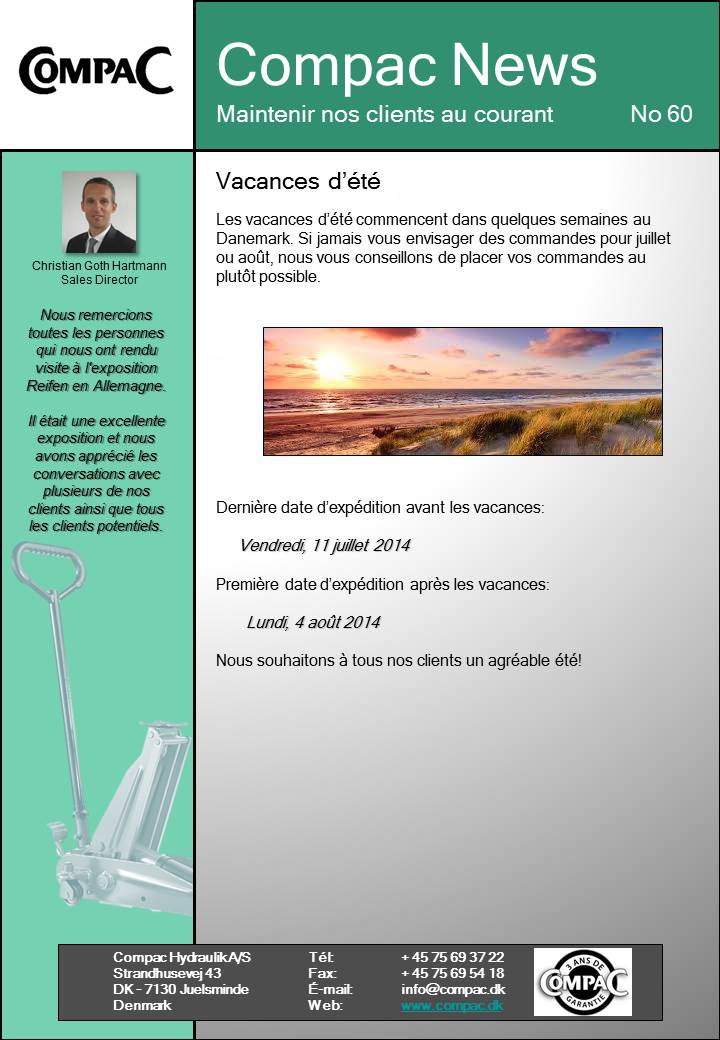 COMPAC
Compac News
Maintenir nos clients au courant No 60
Christian Goth Hartmann
Sales Director
Nous remercions
toutes les personnes
qui nous ont rendu
visite à l'exposition
Reifen en Allemagne.
Il était une excellente
exposition et nous
avons apprécié les
conversations avec
plusieurs de nos
clients ainsi que tous
les clients potentiels.
Vacances d’été
Les vacances d’été commencent dans quelques semaines au
Danemark. Si jamais vous envisager des commandes pour juillet
ou août, nous vous conseillons de placer vos commandes au
plutôt possible.
Dernière date d’expédition avant les vacances:
Vendredi, 11 juillet 2014
Première date d’expédition après les vacances:
Lundi, 4 août 2014
Nous souhaitons à tous nos clients un agréable été!
Compac Hydraulik A/S Tél: + 45 75 69 37 22
Strandhusevej 43 Fax: + 45 75 69 54 18
DK - 7130 Juelsminde É-mail: info@compac.dk
Denmark Web: www.compac.dk
3 ANS DE
COMPAC
GARANTIE